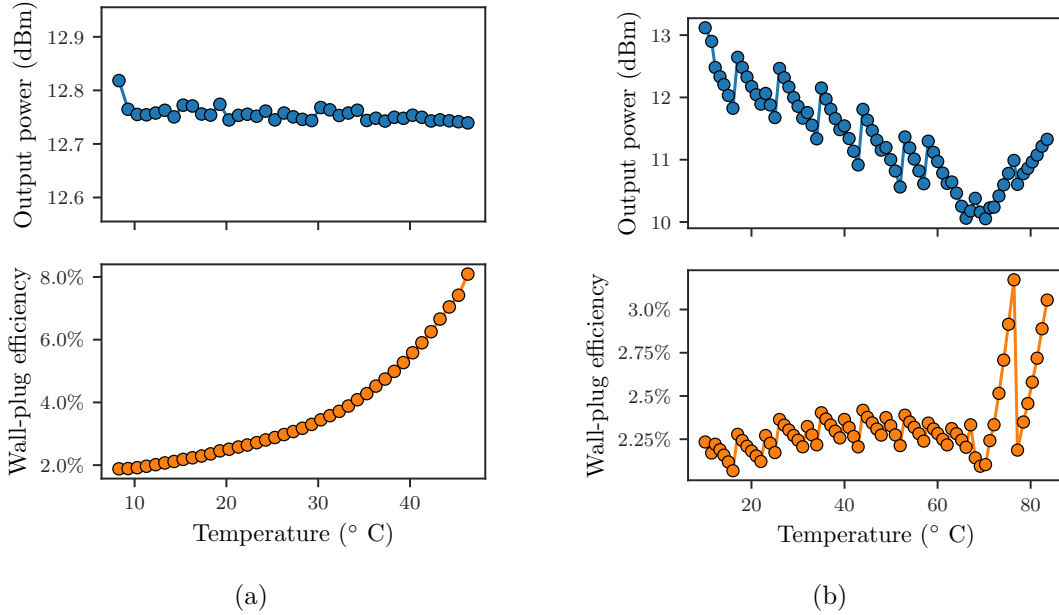 12.9
12.8
12.7
12.6
Output power (dBm)
8.0%
6.0%
4.0%
2.0%
Wall-plug efficiency
10 20 30 40
Temperature (° C)
(a)
13
12
11
10
Output power (dBm)
3.0%
2.75%
2.5%
2.25%
Wall-plug efficiency
20 40 60 80
Temperature (° C)
(b)